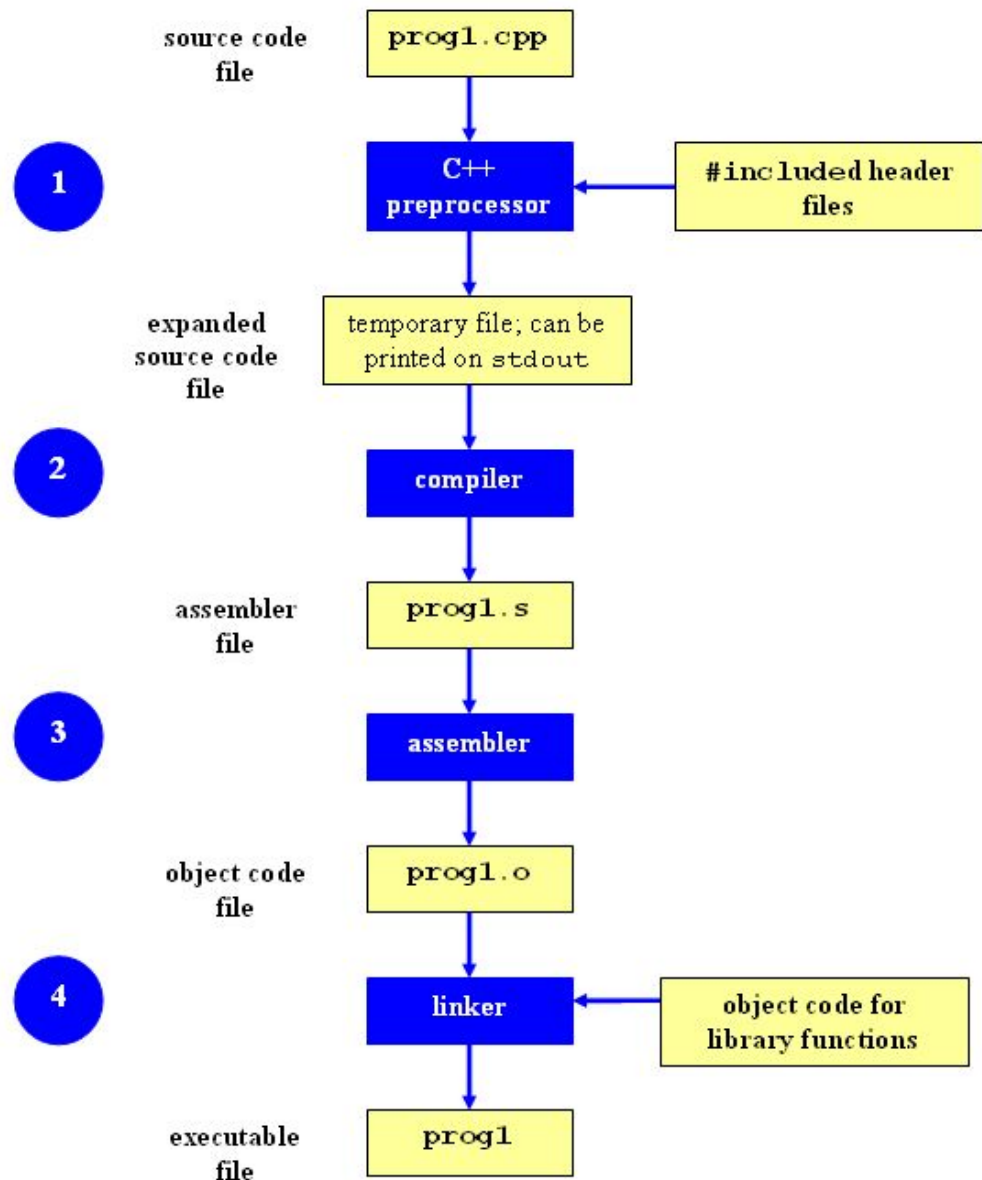 source code
file
prog1.cpp
1
C++
preprocessor
#included header
files
expanded
source code
file
temporary file; can be
printed on stdout
2
compiler
assembler
file
prog1.s
3
assembler
object code
file
prog1.o
4
linker
object code for
library functions
executable
file
prog1